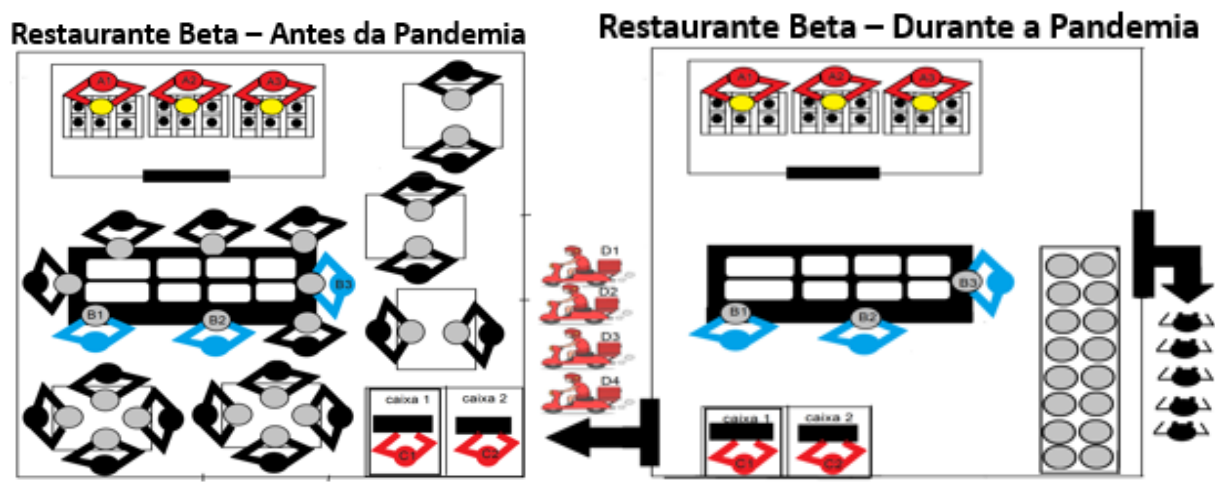 Restaurante Beta – Antes da Pandemia
A1 A2 A3
B3
B1 B2
caixa 1 caixa 2
C1 C2
D1
D2
D3
D4
Restaurante Beta – Durante a Pandemia
A1 A2 A3
B3
B1 B2
caixa 1 caixa 2
C1 C2